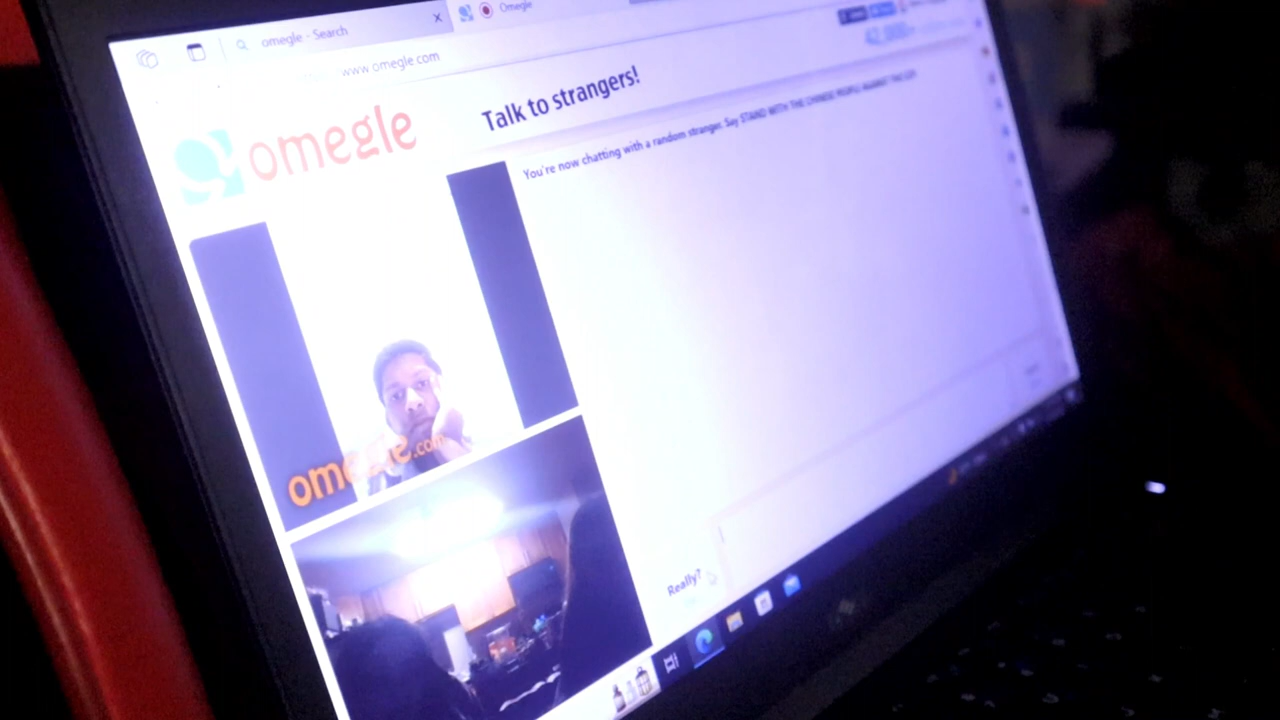 omegle - Search
Omegle
www.omegle.com
omegle
Talk to strangers!
You're now chatting with a random stranger. Say STAND WITH THE CHINESE PEOPLE AGAINST THE CCP
omegle.com
Really?